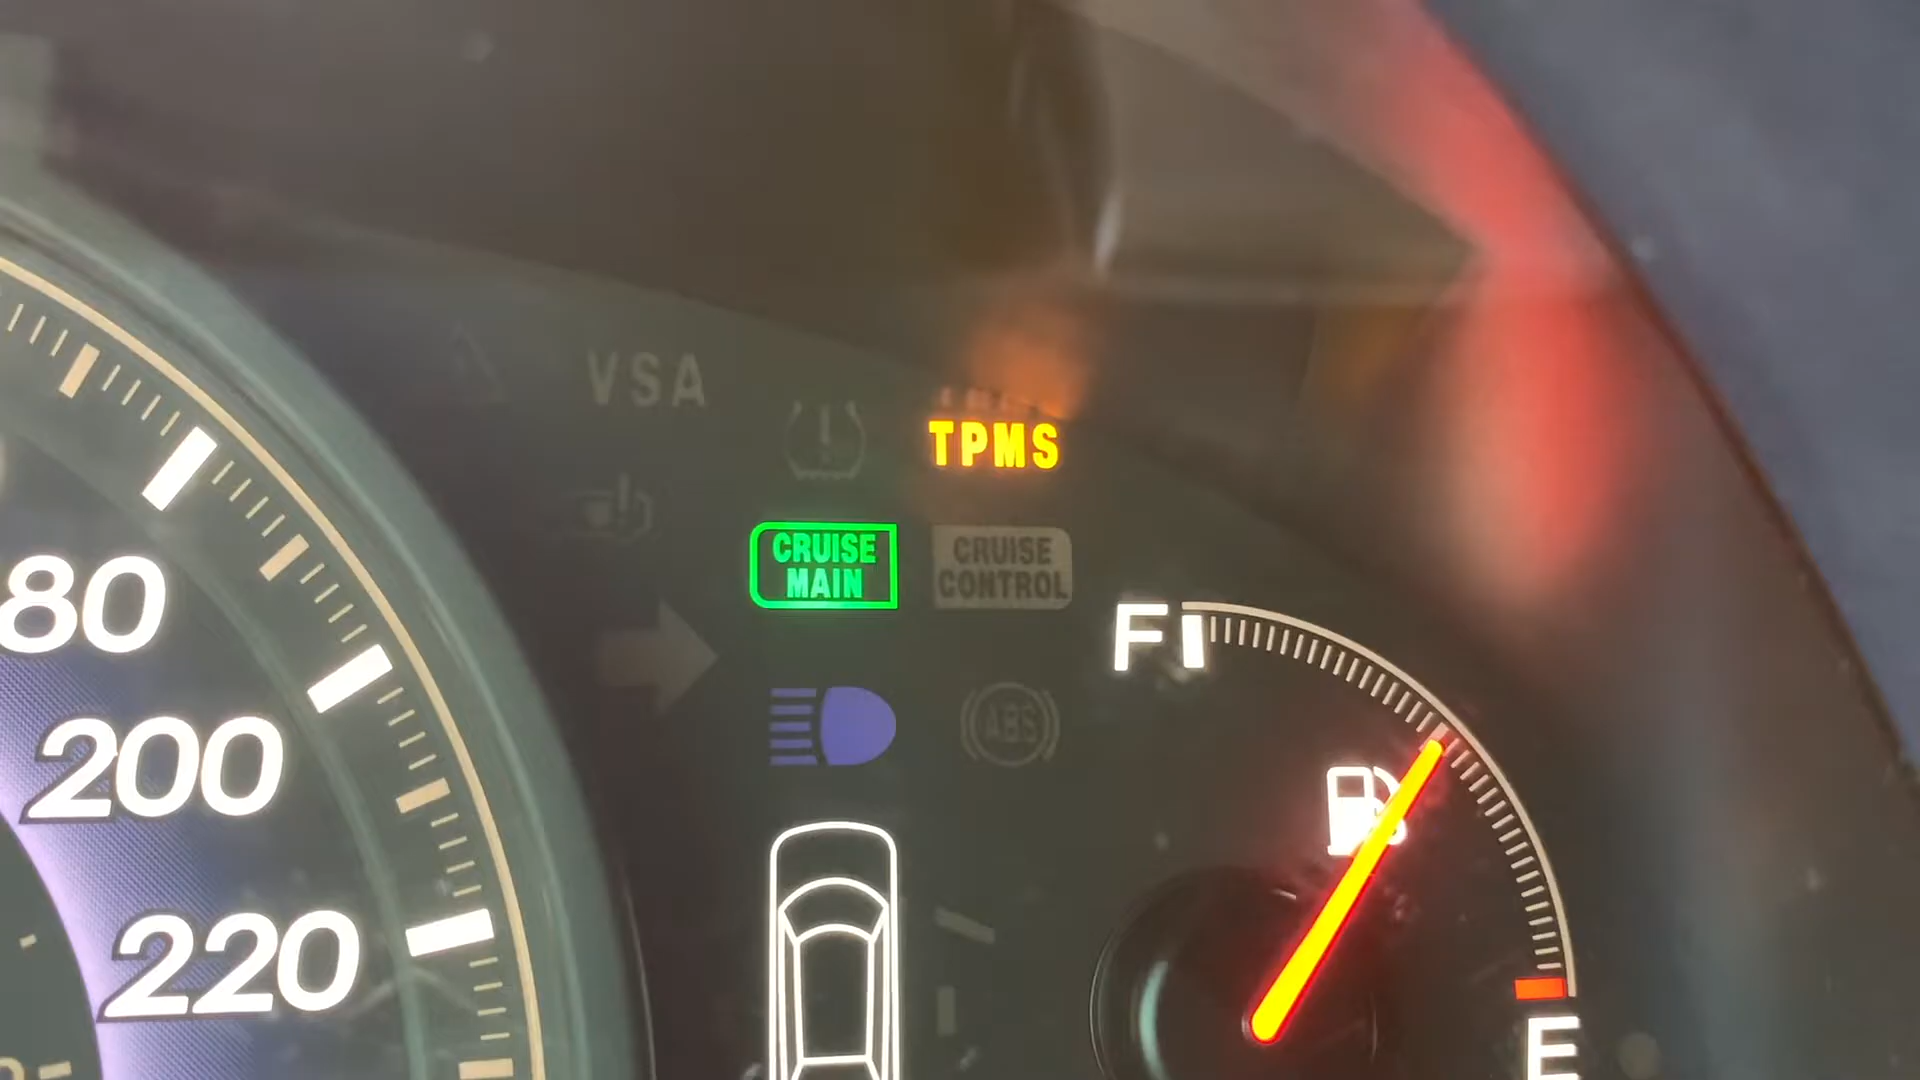 VSA
TPMS
CRUISE
MAIN
CRUISE
CONTROL
80
F
200
ABS
220
E